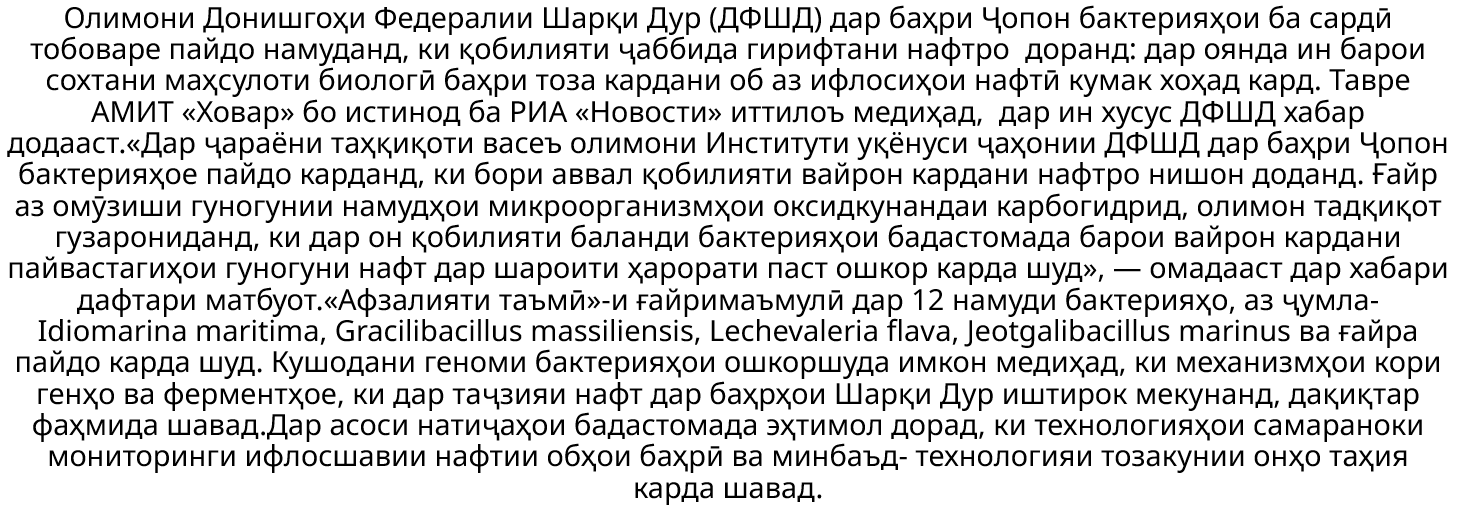 Олимони Донишгоҳи Федералии Шарқи Дур (ДФШД) дар баҳри Ҷопон бактерияҳои ба сардӣ
тобоваре пайдо намуданд, ки қобилияти ҷаббида гирифтани нафтро  доранд: дар оянда ин барои
сохтани маҳсулоти биологӣ баҳри тоза кардани об аз ифлосиҳои нафтӣ кумак хоҳад кард. Тавре
АМИТ «Ховар» бо истинод ба РИА «Новости» иттилоъ медиҳад,  дар ин хусус ДФШД хабар
додааст.«Дар ҷараёни таҳқиқоти васеъ олимони Институти уқёнуси ҷаҳонии ДФШД дар баҳри Ҷопон
бактерияҳое пайдо карданд, ки бори аввал қобилияти вайрон кардани нафтро нишон доданд. Ғайр
аз омӯзиши гуногунии намудҳои микроорганизмҳои оксидкунандаи карбогидрид, олимон тадқиқот
гузарониданд, ки дар он қобилияти баланди бактерияҳои бадастомада барои вайрон кардани
пайвастагиҳои гуногуни нафт дар шароити ҳарорати паст ошкор карда шуд», — омадааст дар хабари
дафтари матбуот.«Афзалияти таъмӣ»-и ғайримаъмулӣ дар 12 намуди бактерияҳо, аз ҷумла-
Idiomarina maritima, Gracilibacillus massiliensis, Lechevaleria flava, Jeotgalibacillus marinus ва ғайра
пайдо карда шуд. Кушодани геноми бактерияҳои ошкоршуда имкон медиҳад, ки механизмҳои кори
генҳо ва ферментҳое, ки дар таҷзияи нафт дар баҳрҳои Шарқи Дур иштирок мекунанд, дақиқтар
фаҳмида шавад.Дар асоси натиҷаҳои бадастомада эҳтимол дорад, ки технологияҳои самараноки
мониторинги ифлосшавии нафтии обҳои баҳрӣ ва минбаъд- технологияи тозакунии онҳо таҳия
карда шавад.